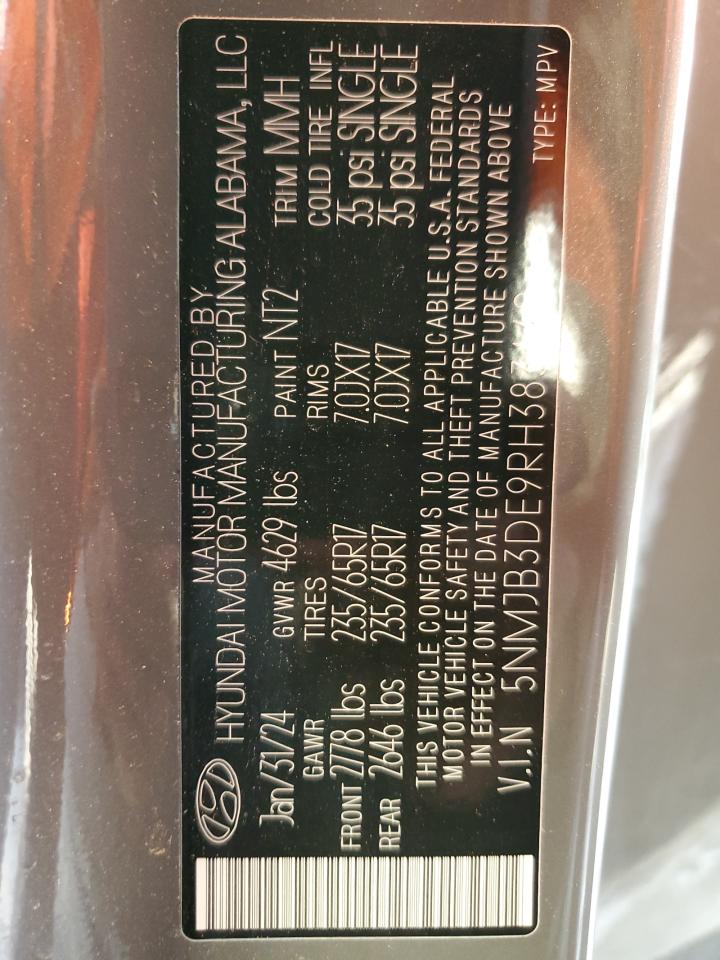 MANUFACTURED BY
HYUNDAI MOTOR MANUFACTURING ALABAMA, LLC
Jan/31/24 GVWR 4629 lbs PAINT NT2 TRIM MMH
GAWR TIRES RIMS COLD TIRE INFL
FRONT 2778 lbs 235/65R17 7.0JX17 35 psi SINGLE
REAR 2646 lbs 235/65R17 7.0JX17 35 psi SINGLE
THIS VEHICLE CONFORMS TO ALL APPLICABLE U.S.A. FEDERAL
MOTOR VEHICLE SAFETY AND THEFT PREVENTION STANDARDS
IN EFFECT ON THE DATE OF MANUFACTURE SHOWN ABOVE
V.I.N TYPE: MPV